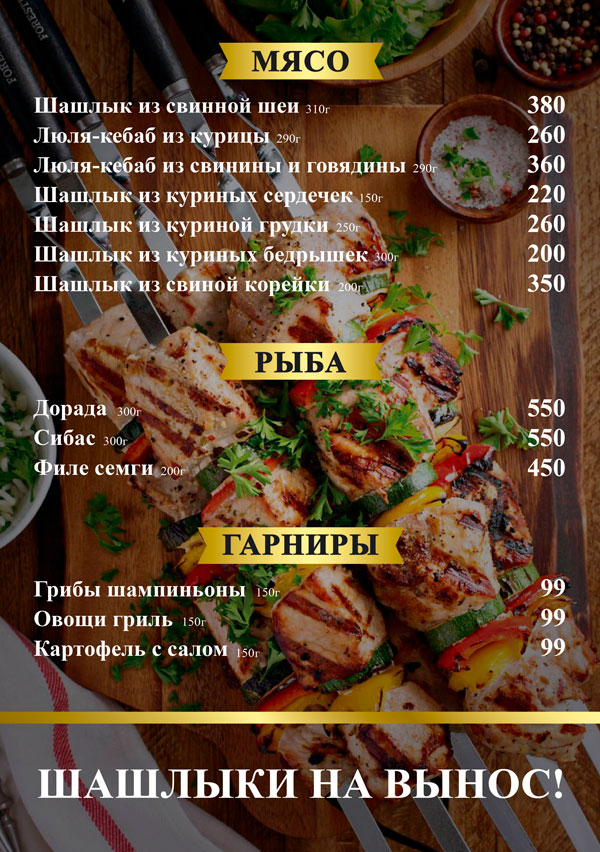 МЯСО
Шашлык из свинной шеи 310г 380
Люля-кебаб из курицы 290г 260
Люля-кебаб из свинины и говядины 290г 360
Шашлык из куриных сердечек 150г 220
Шашлык из куриной грудки 250г 260
Шашлык из куриных бедрышек 300г 200
Шашлык из свиной корейки 200г 350
РЫБА
Дорада 300г 550
Сибас 300г 550
Филе семги 200г 450
ГАРНИРЫ
Грибы шампиньоны 150г 99
Овощи гриль 150г 99
Картофель с салом 150г 99
ШАШЛЫКИ НА ВЫНОС!